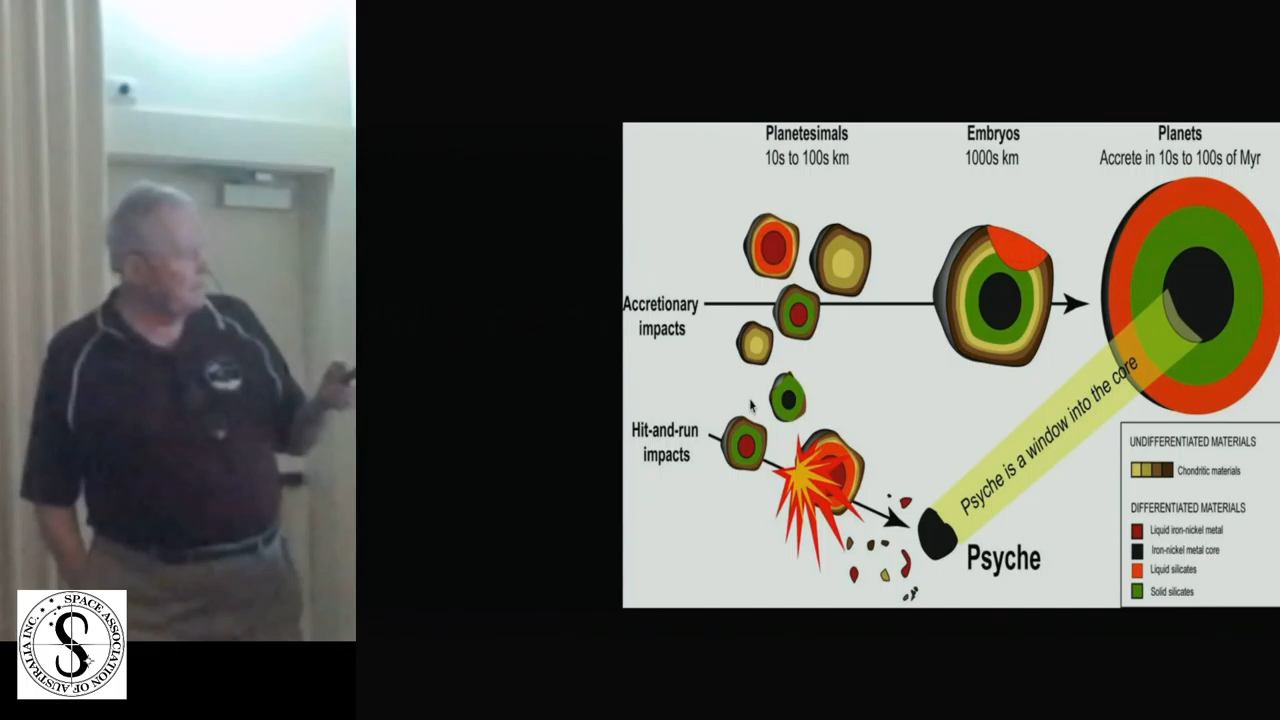 Planetesimals
10s to 100s km
Embryos
1000s km
Planets
Accrete in 10s to 100s of Myr
Accretionary
impacts
Hit-and-run
impacts
Psyche is a window into the core
Psyche
UNDIFFERENTIATED MATERIALS
Chondritic materials
DIFFERENTIATED MATERIALS
Liquid iron-nickel metal
Iron-nickel metal core
Liquid silicates
Solid silicates
SPACE ASSOCIATION OF AUSTRALIA INC.
S